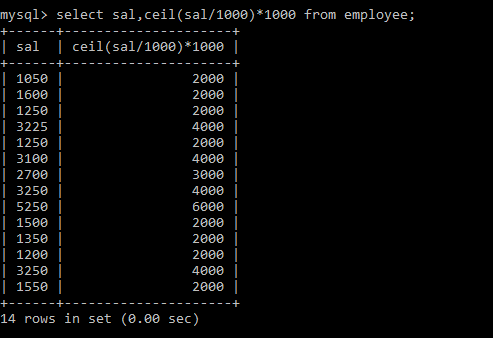 mysql> select sal,ceil(sal/1000)*1000 from employee;
+------+---------------------+
| sal  | ceil(sal/1000)*1000 |
+------+---------------------+
| 1050 |                2000 |
| 1600 |                2000 |
| 1250 |                2000 |
| 3225 |                4000 |
| 1250 |                2000 |
| 3100 |                4000 |
| 2700 |                3000 |
| 3250 |                4000 |
| 5250 |                6000 |
| 1500 |                2000 |
| 1350 |                2000 |
| 1200 |                2000 |
| 3250 |                4000 |
| 1550 |                2000 |
+------+---------------------+
14 rows in set (0.00 sec)